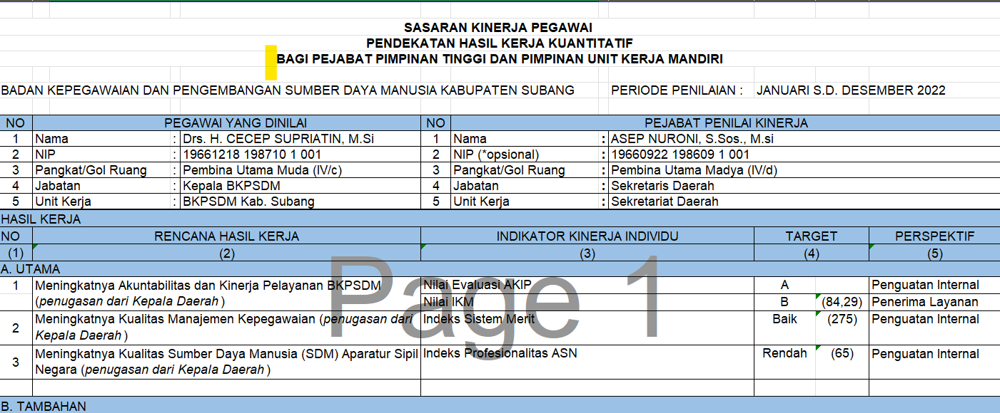 SASARAN KINERJA PEGAWAI
PENDEKATAN HASIL KERJA KUANTITATIF
BAGI PEJABAT PIMPINAN TINGGI DAN PIMPINAN UNIT KERJA MANDIRI
BADAN KEPEGAWAIAN DAN PENGEMBANGAN SUMBER DAYA MANUSIA KABUPATEN SUBANG PERIODE PENILAIAN : JANUARI S.D. DESEMBER 2022
NO PEGAWAI YANG DINILAI NO PEJABAT PENILAI KINERJA
1 Nama : Drs. H. CECEP SUPRIATIN, M.Si 1 Nama : ASEP NURONI, S.Sos., M.si
2 NIP : 19661218 198710 1 001 2 NIP (*opsional) : 19660922 198609 1 001
3 Pangkat/Gol Ruang : Pembina Utama Muda (IV/c) 3 Pangkat/Gol Ruang : Pembina Utama Madya (IV/d)
4 Jabatan : Kepala BKPSDM 4 Jabatan : Sekretaris Daerah
5 Unit Kerja : BKPSDM Kab. Subang 5 Unit Kerja : Sekretariat Daerah
HASIL KERJA
NO RENCANA HASIL KERJA INDIKATOR KINERJA INDIVIDU TARGET PERSPEKTIF
(1) (2) (3) (4) (5)
A. UTAMA
1 Meningkatnya Akuntabilitas dan Kinerja Pelayanan BKPSDM Nilai Evaluasi AKIP A Penguatan Internal
(penugasan dari Kepala Daerah) Nilai IKM B (84,29) Penerima Layanan
2 Meningkatnya Kualitas Manajemen Kepegawaian (penugasan dari Indeks Sistem Merit Baik (275) Penguatan Internal
Kepala Daerah)
3 Meningkatnya Kualitas Sumber Daya Manusia (SDM) Aparatur Sipil Indeks Profesionalitas ASN Rendah (65) Penguatan Internal
Negara (penugasan dari Kepala Daerah)
B. TAMBAHAN
Page 1